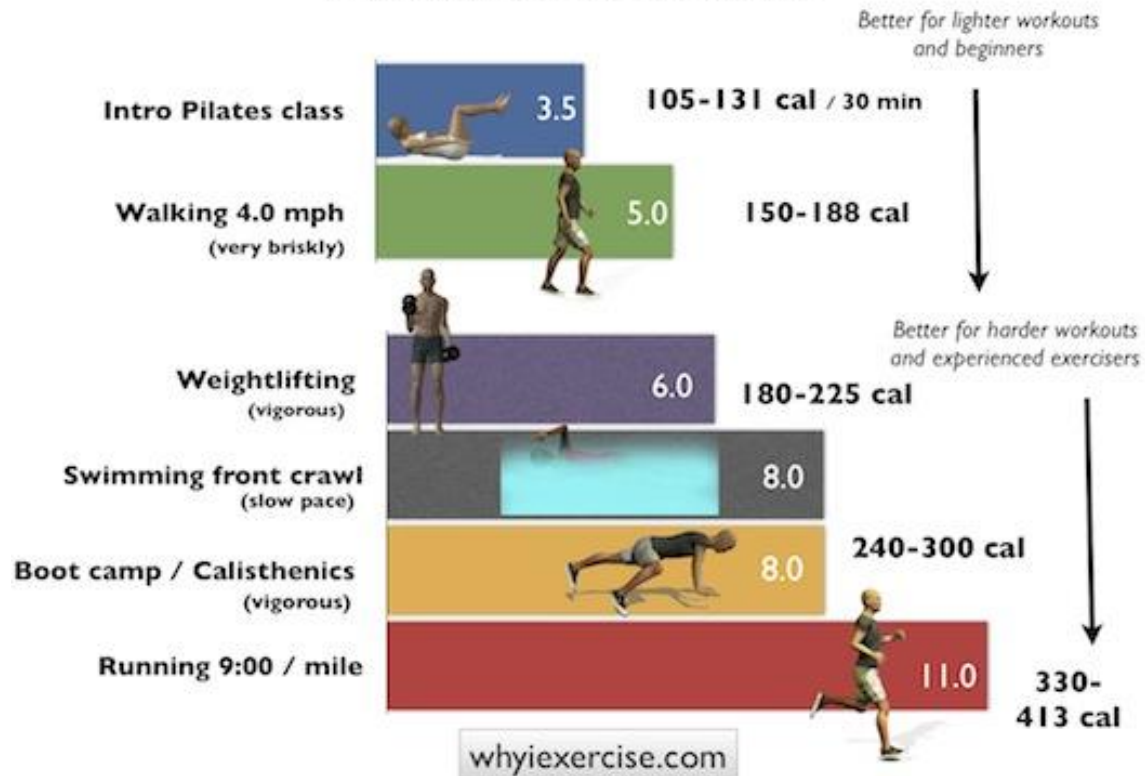 Better for lighter workouts
and beginners
Intro Pilates class
3.5
105-131 cal / 30 min
Walking 4.0 mph
(very briskly)
5.0
150-188 cal
Better for harder workouts
and experienced exercisers
Weightlifting
(vigorous)
6.0
180-225 cal
Swimming front crawl
(slow pace)
8.0
Boot camp / Calisthenics
(vigorous)
8.0
240-300 cal
Running 9:00 / mile
11.0
330-
413 cal
whyiexercise.com